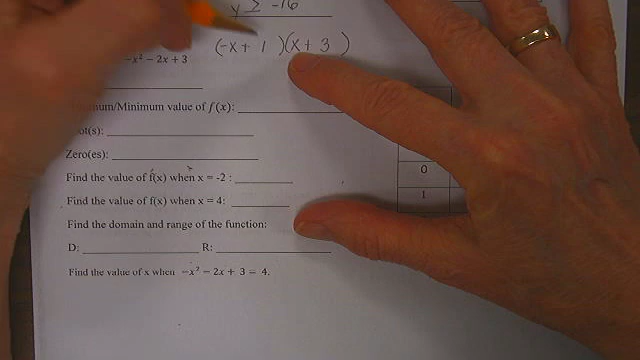 y ≥ -16
(-x + 1)(x + 3)
-x² - 2x + 3
/Minimum value of f(x):
Zero(es):
Find the value of f(x) when x = -2 :
Find the value of f(x) when x = 4:
Find the domain and range of the function:
D: R:
Find the value of x when -x² - 2x + 3 = 4.
0
1